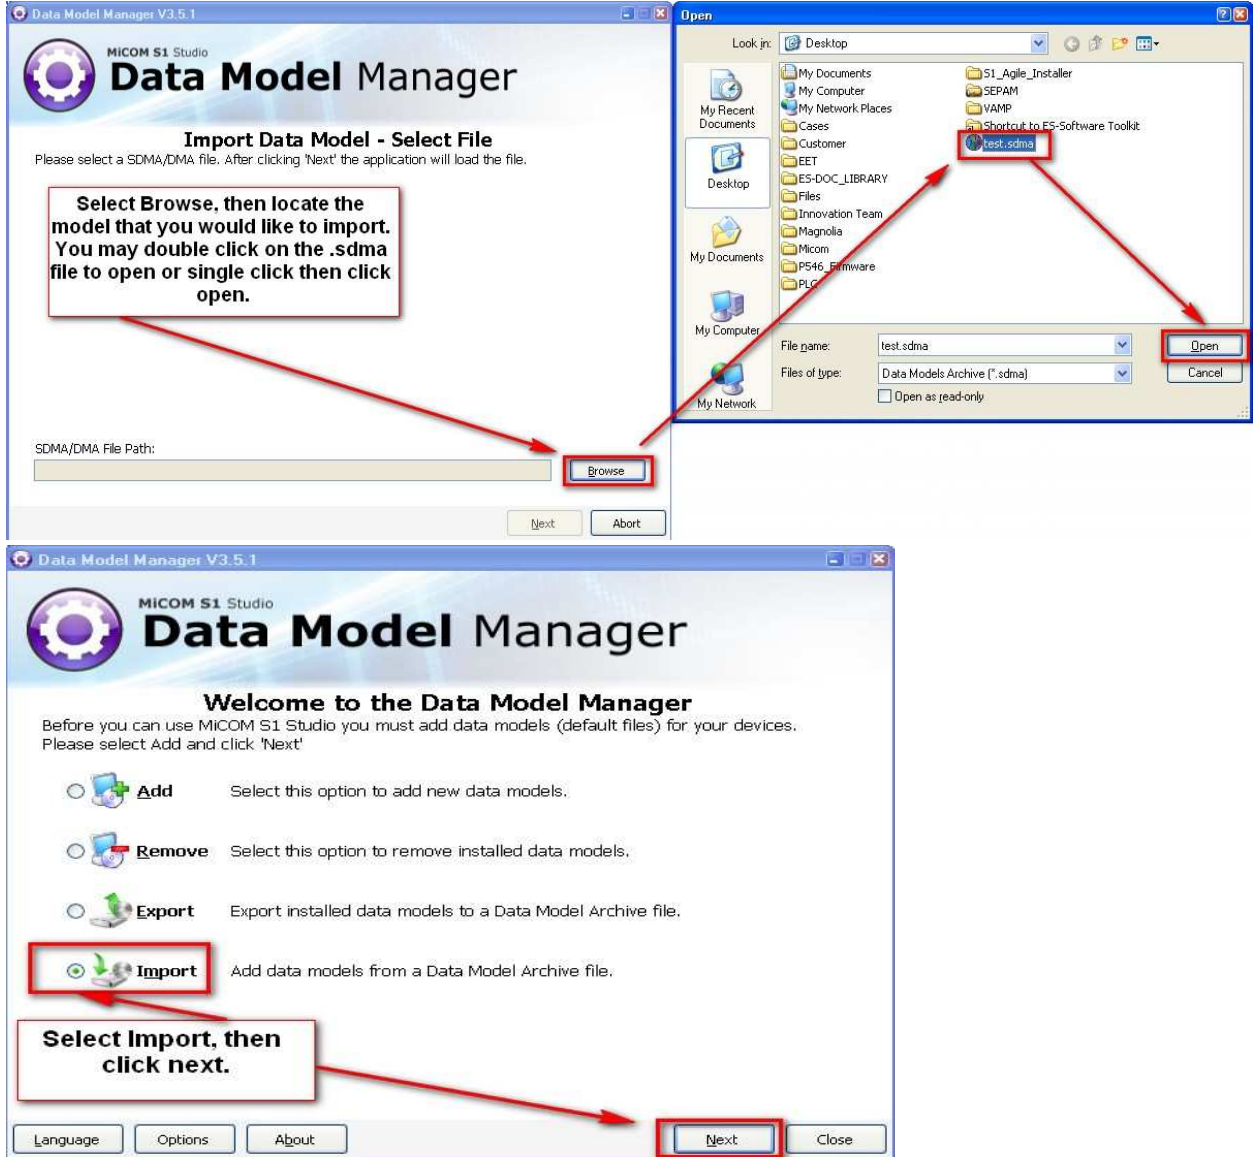 Data Model Manager V3.5.1
MiCOM S1 Studio
Data Model Manager
Import Data Model - Select File
Please select a SDMA/DMA file. After clicking 'Next' the application will load the file.
Select Browse, then locate the
model that you would like to import.
You may double click on the .sdma
file to open or single click then click
open.
SDMA/DMA File Path:
Browse
Next
Abort
Open
Look in:
Desktop
My Recent
Documents
Desktop
My Documents
My Computer
My Network
My Documents
My Computer
My Network Places
Cases
Customer
EET
ES-DOC_LIBRARY
Files
Innovation Team
Magnolia
Micom
P546_Firmware
PLC
S1_Agile_Installer
SEPAM
VAMP
Shortcut to ES-Software Toolkit
test.sdma
File name:
test.sdma
Open
Files of type:
Data Models Archive (*.sdma)
Cancel
Open as read-only
Data Model Manager V3.5.1
MiCOM S1 Studio
Data Model Manager
Welcome to the Data Model Manager
Before you can use MiCOM S1 Studio you must add data models (default files) for your devices.
Please select Add and click 'Next'
Add Select this option to add new data models.
Remove Select this option to remove installed data models.
Export Export installed data models to a Data Model Archive file.
Import Add data models from a Data Model Archive file.
Select Import, then
click next.
Language
Options
About
Next
Close